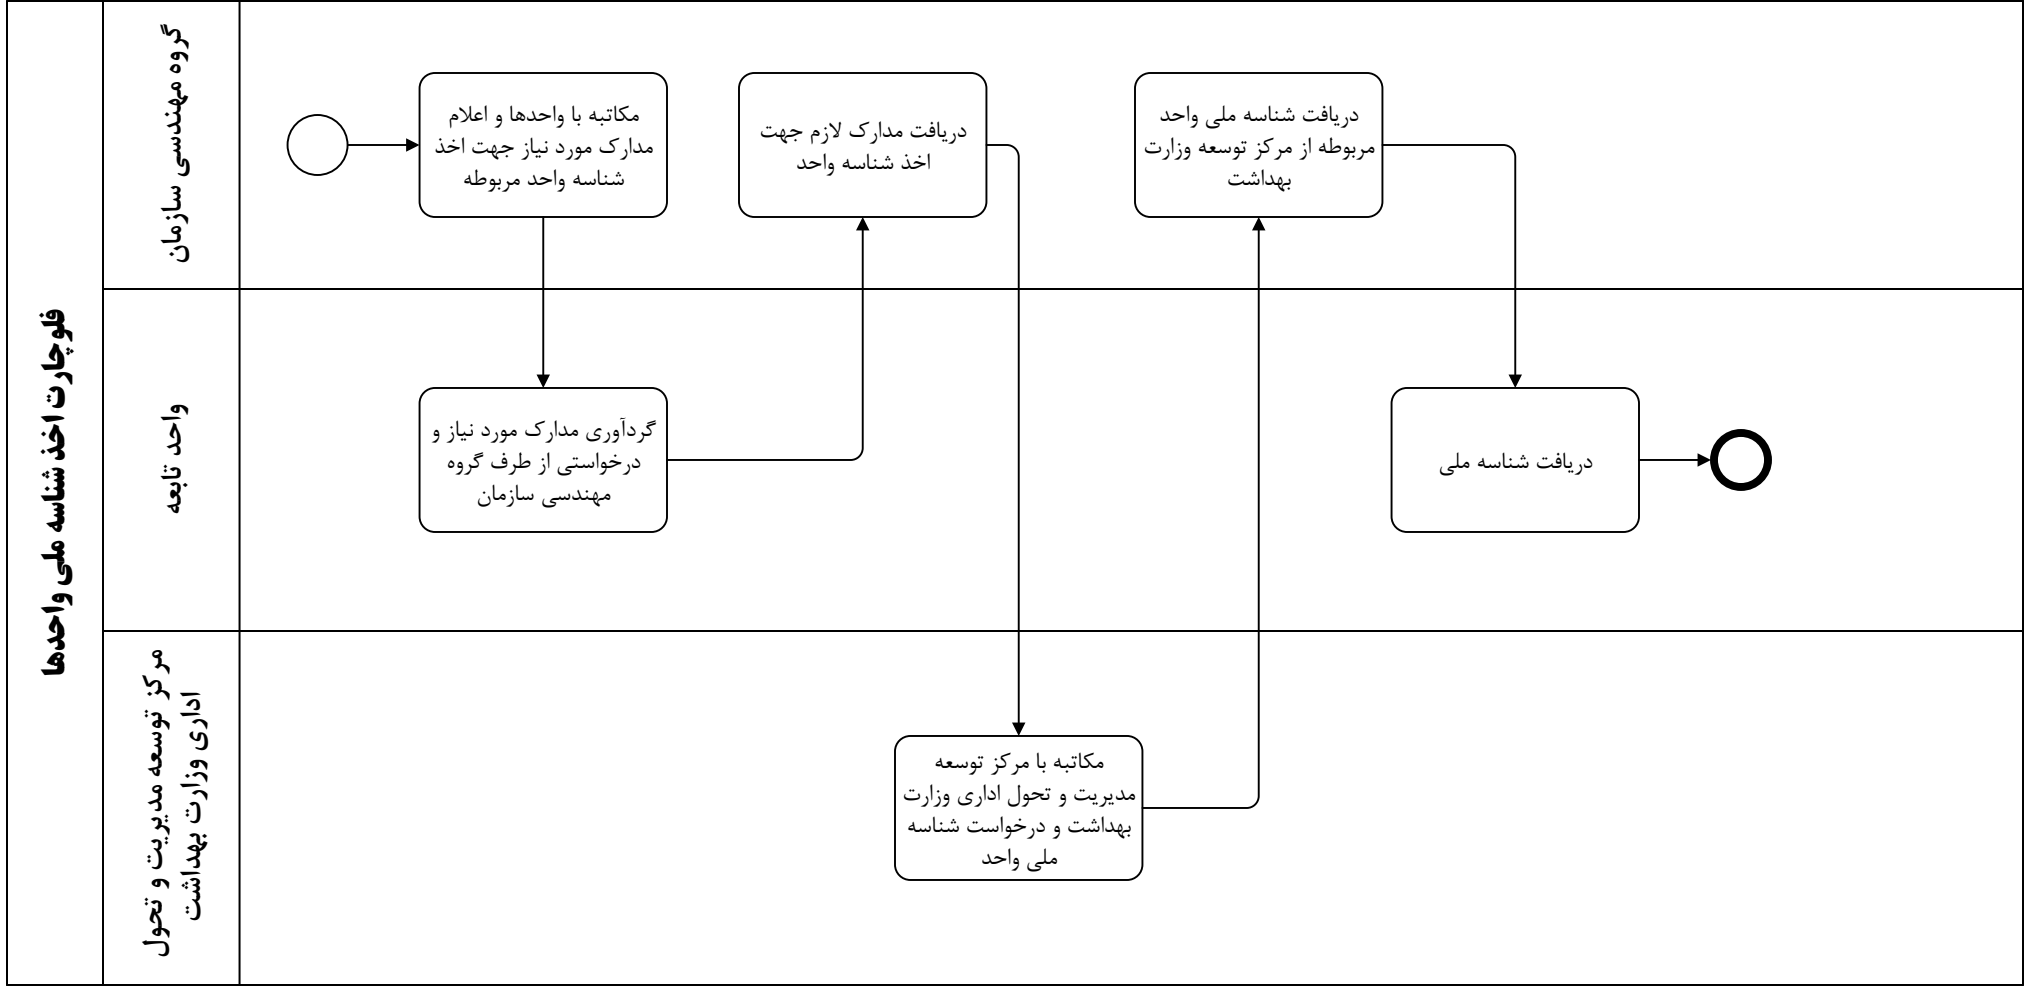 فلوچارت اخذ شناسه ملی واحدها
گروه مهندسی سازمان
مکاتبه با واحدها و اعلام
مدارک مورد نیاز جهت اخذ
شناسه واحد مربوطه
دریافت مدارک لازم جهت
اخذ شناسه واحد
دریافت شناسه ملی واحد
مربوطه از مرکز توسعه وزارت
بهداشت
واحد تابعه
گردآوری مدارک مورد نیاز و
درخواستی از طرف گروه
مهندسی سازمان
دریافت شناسه ملی
مرکز توسعه مدیریت و تحول
اداری وزارت بهداشت
مکاتبه با مرکز توسعه
مدیریت و تحول اداری وزارت
بهداشت و درخواست شناسه
ملی واحد